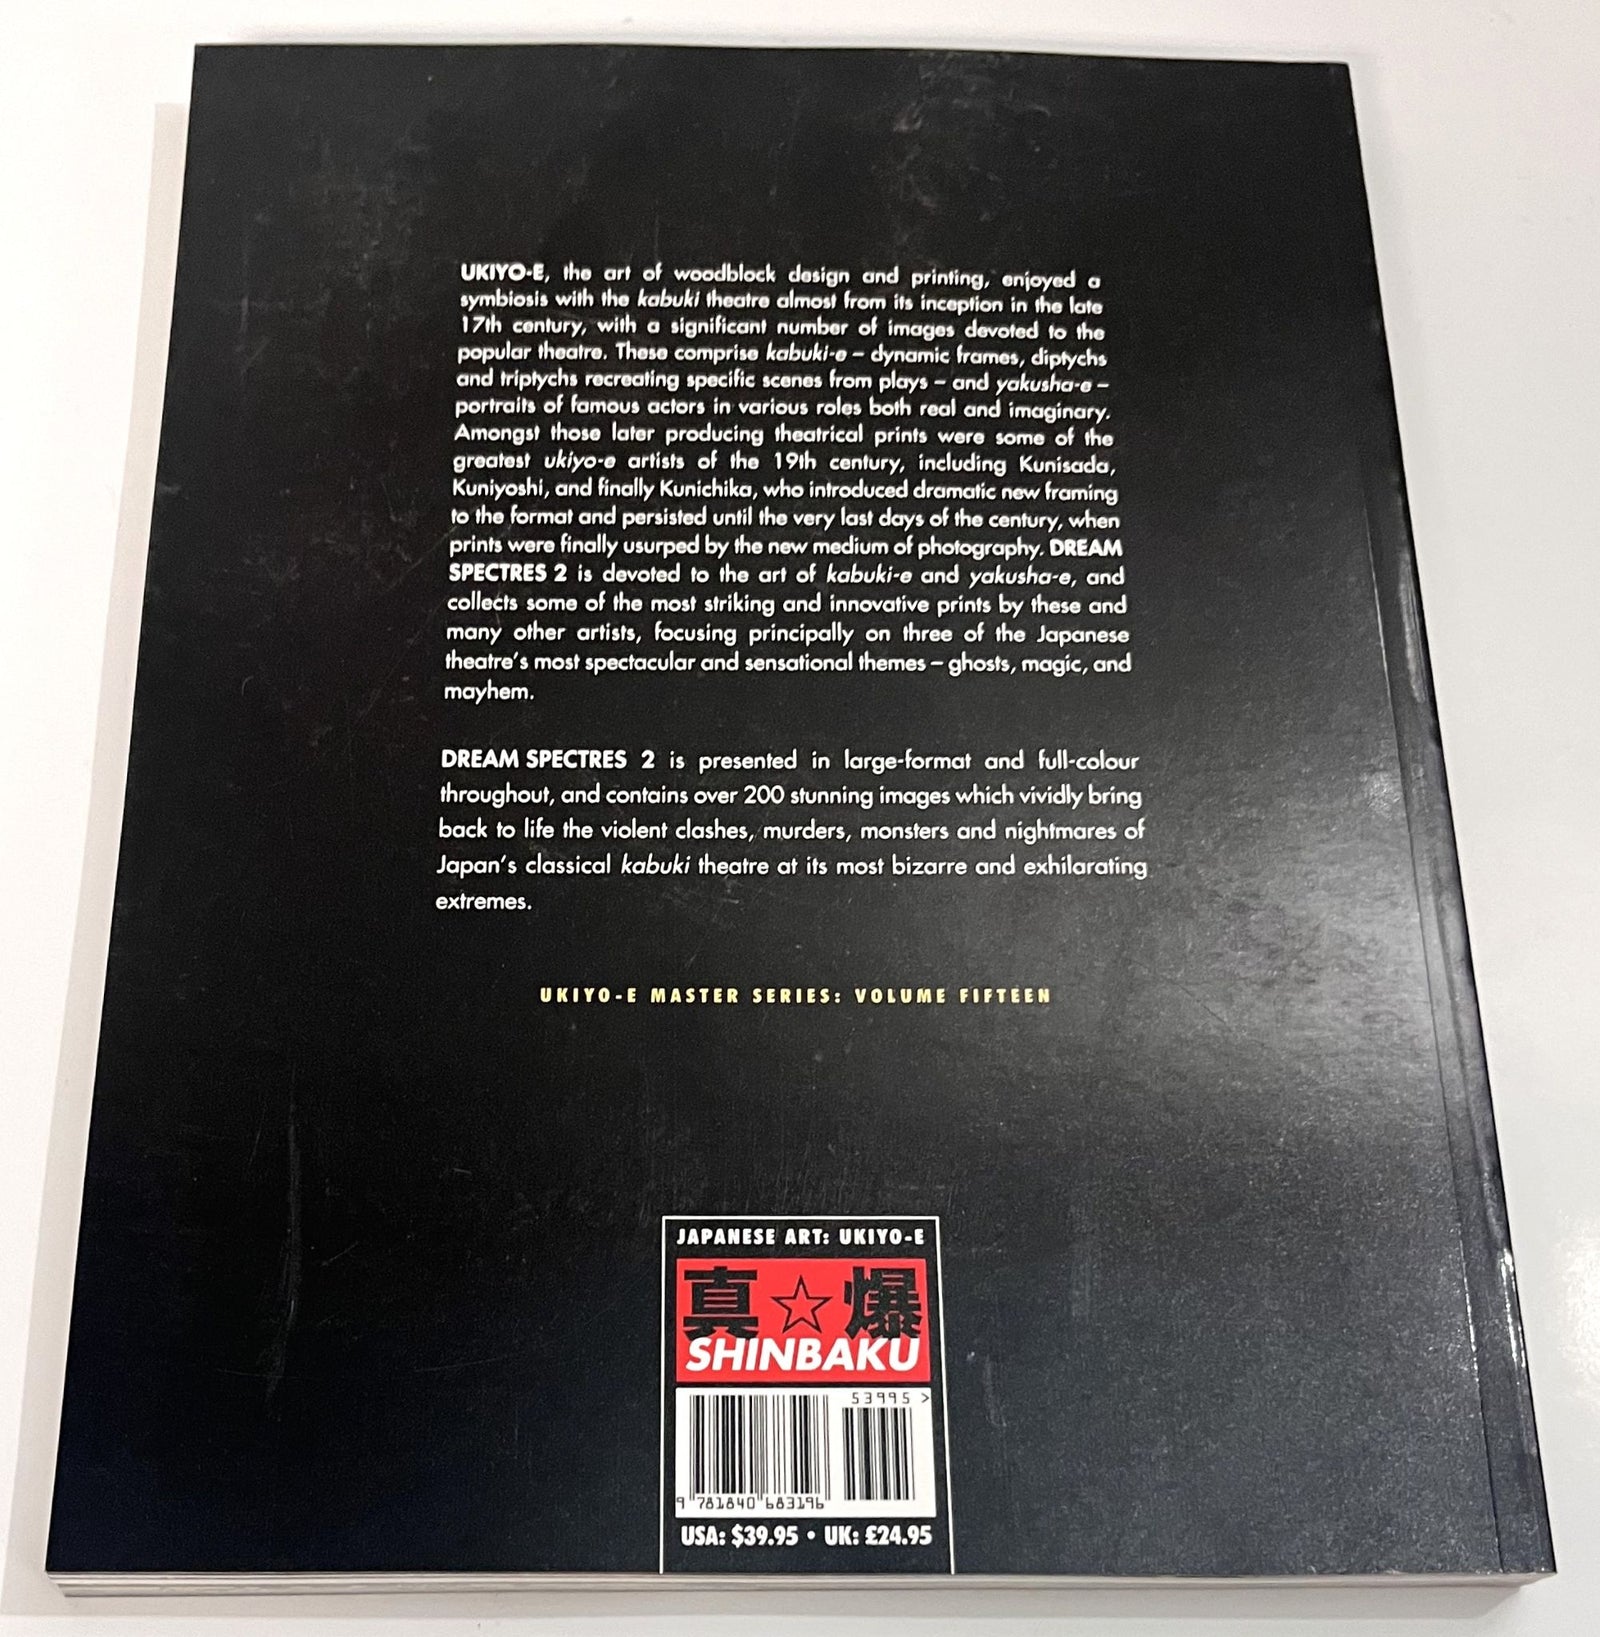 UKIYO-E, the art of woodblock design and printing, enjoyed a
symbiosis with the kabuki theatre almost from its inception in the late
17th century, with a significant number of images devoted to the
popular theatre. These comprise kabuki-e – dynamic frames, diptychs
and triptychs recreating specific scenes from plays – and yakusha-e –
portraits of famous actors in various roles both real and imaginary.
Amongst those later producing theatrical prints were some of the
greatest ukiyo-e artists of the 19th century, including Kunisada,
Kuniyoshi, and finally Kunichika, who introduced dramatic new framing
to the format and persisted until the very last days of the century, when
prints were finally usurped by the new medium of photography. DREAM
SPECTRES 2 is devoted to the art of kabuki-e and yakusha-e, and
collects some of the most striking and innovative prints by these and
many other artists, focusing principally on three of the Japanese
theatre's most spectacular and sensational themes – ghosts, magic, and
mayhem.
DREAM SPECTRES 2 is presented in large-format and full-colour
throughout, and contains over 200 stunning images which vividly bring
back to life the violent clashes, murders, monsters and nightmares of
Japan's classical kabuki theatre at its most bizarre and exhilarating
extremes.
UKIYO-E MASTER SERIES: VOLUME FIFTEEN
JAPANESE ART: UKIYO-E
真☆爆
SHINBAKU
53995 >
9 781840 683196
USA: $39.95 • UK: £24.95